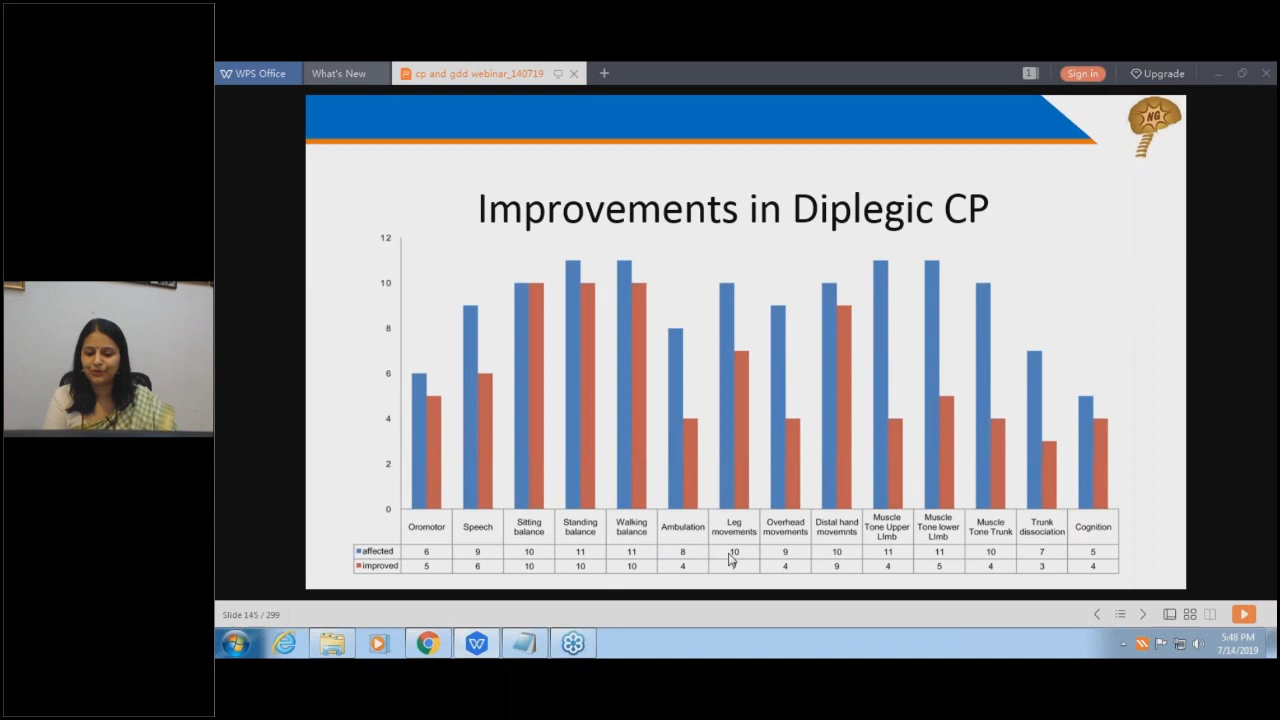 WPS Office
What's New
cp and gdd webinar_140719
1
Sign in
Upgrade
NG
Improvements in Diplegic CP
12
10
8
6
4
2
0
Oromotor
Speech
Sitting
balance
Standing
balance
Walking
balance
Ambulation
Leg
movements
Overhead
movements
Distal hand
movemnts
Muscle
Tone Upper
LImb
Muscle
Tone lower
LImb
Muscle
Tone Trunk
Trunk
dissociation
Cognition
affected 6 9 10 11 11 8 10 9 10 11 11 10 7 5
improved 5 6 10 10 10 4 7 4 9 4 5 4 3 4
Slide 145 / 299
5:48 PM
7/14/2019